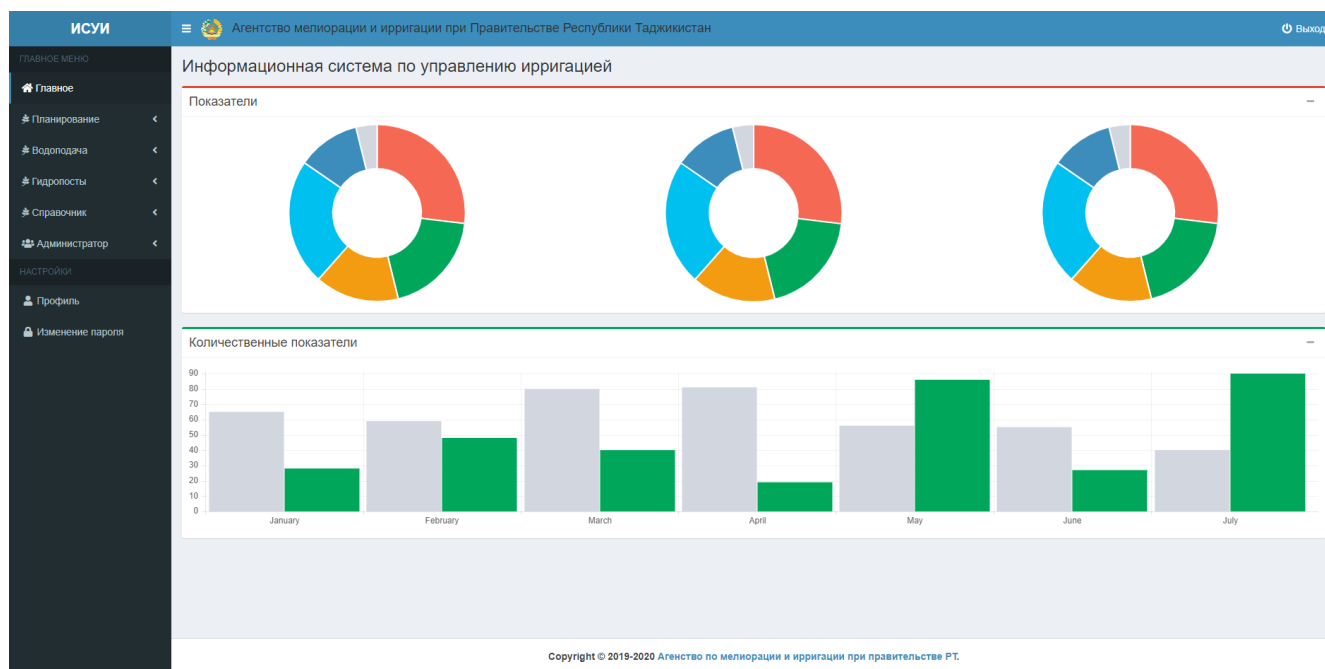 ИСУИ
Агентство мелиорации и ирригации при Правительстве Республики Таджикистан
Выход
ГЛАВНОЕ МЕНЮ
Главное
Планирование
Водоподача
Гидропосты
Справочник
Администратор
НАСТРОЙКИ
Профиль
Изменение пароля
Информационная система по управлению ирригацией
Показатели
Количественные показатели
90
80
70
60
50
40
30
20
10
0
January February March April May June July
Copyright © 2019-2020 Агенство по мелиорации и ирригации при правительстве РТ.